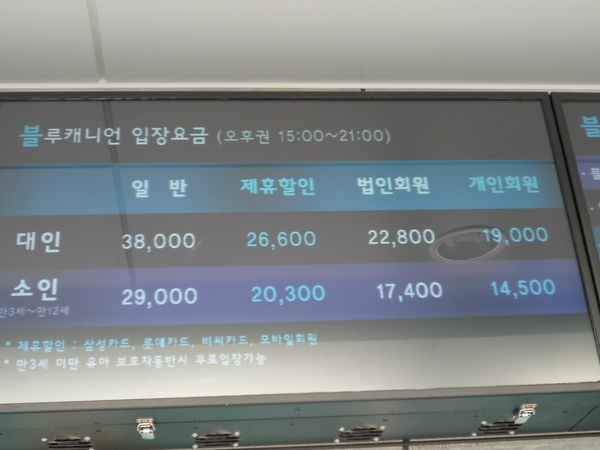 블루캐니언 입장요금 (오후권 15:00~21:00)
일 반 제휴할인 법인회원 개인회원
대인 38,000 26,600 22,800 19,000
소인 29,000 20,300 17,400 14,500
만3세~만12세
* 제휴할인 : 삼성카드, 롯데카드, 비씨카드, 모바일회원
* 만3세 미만 유아 보호자동반시 무료입장가능
블